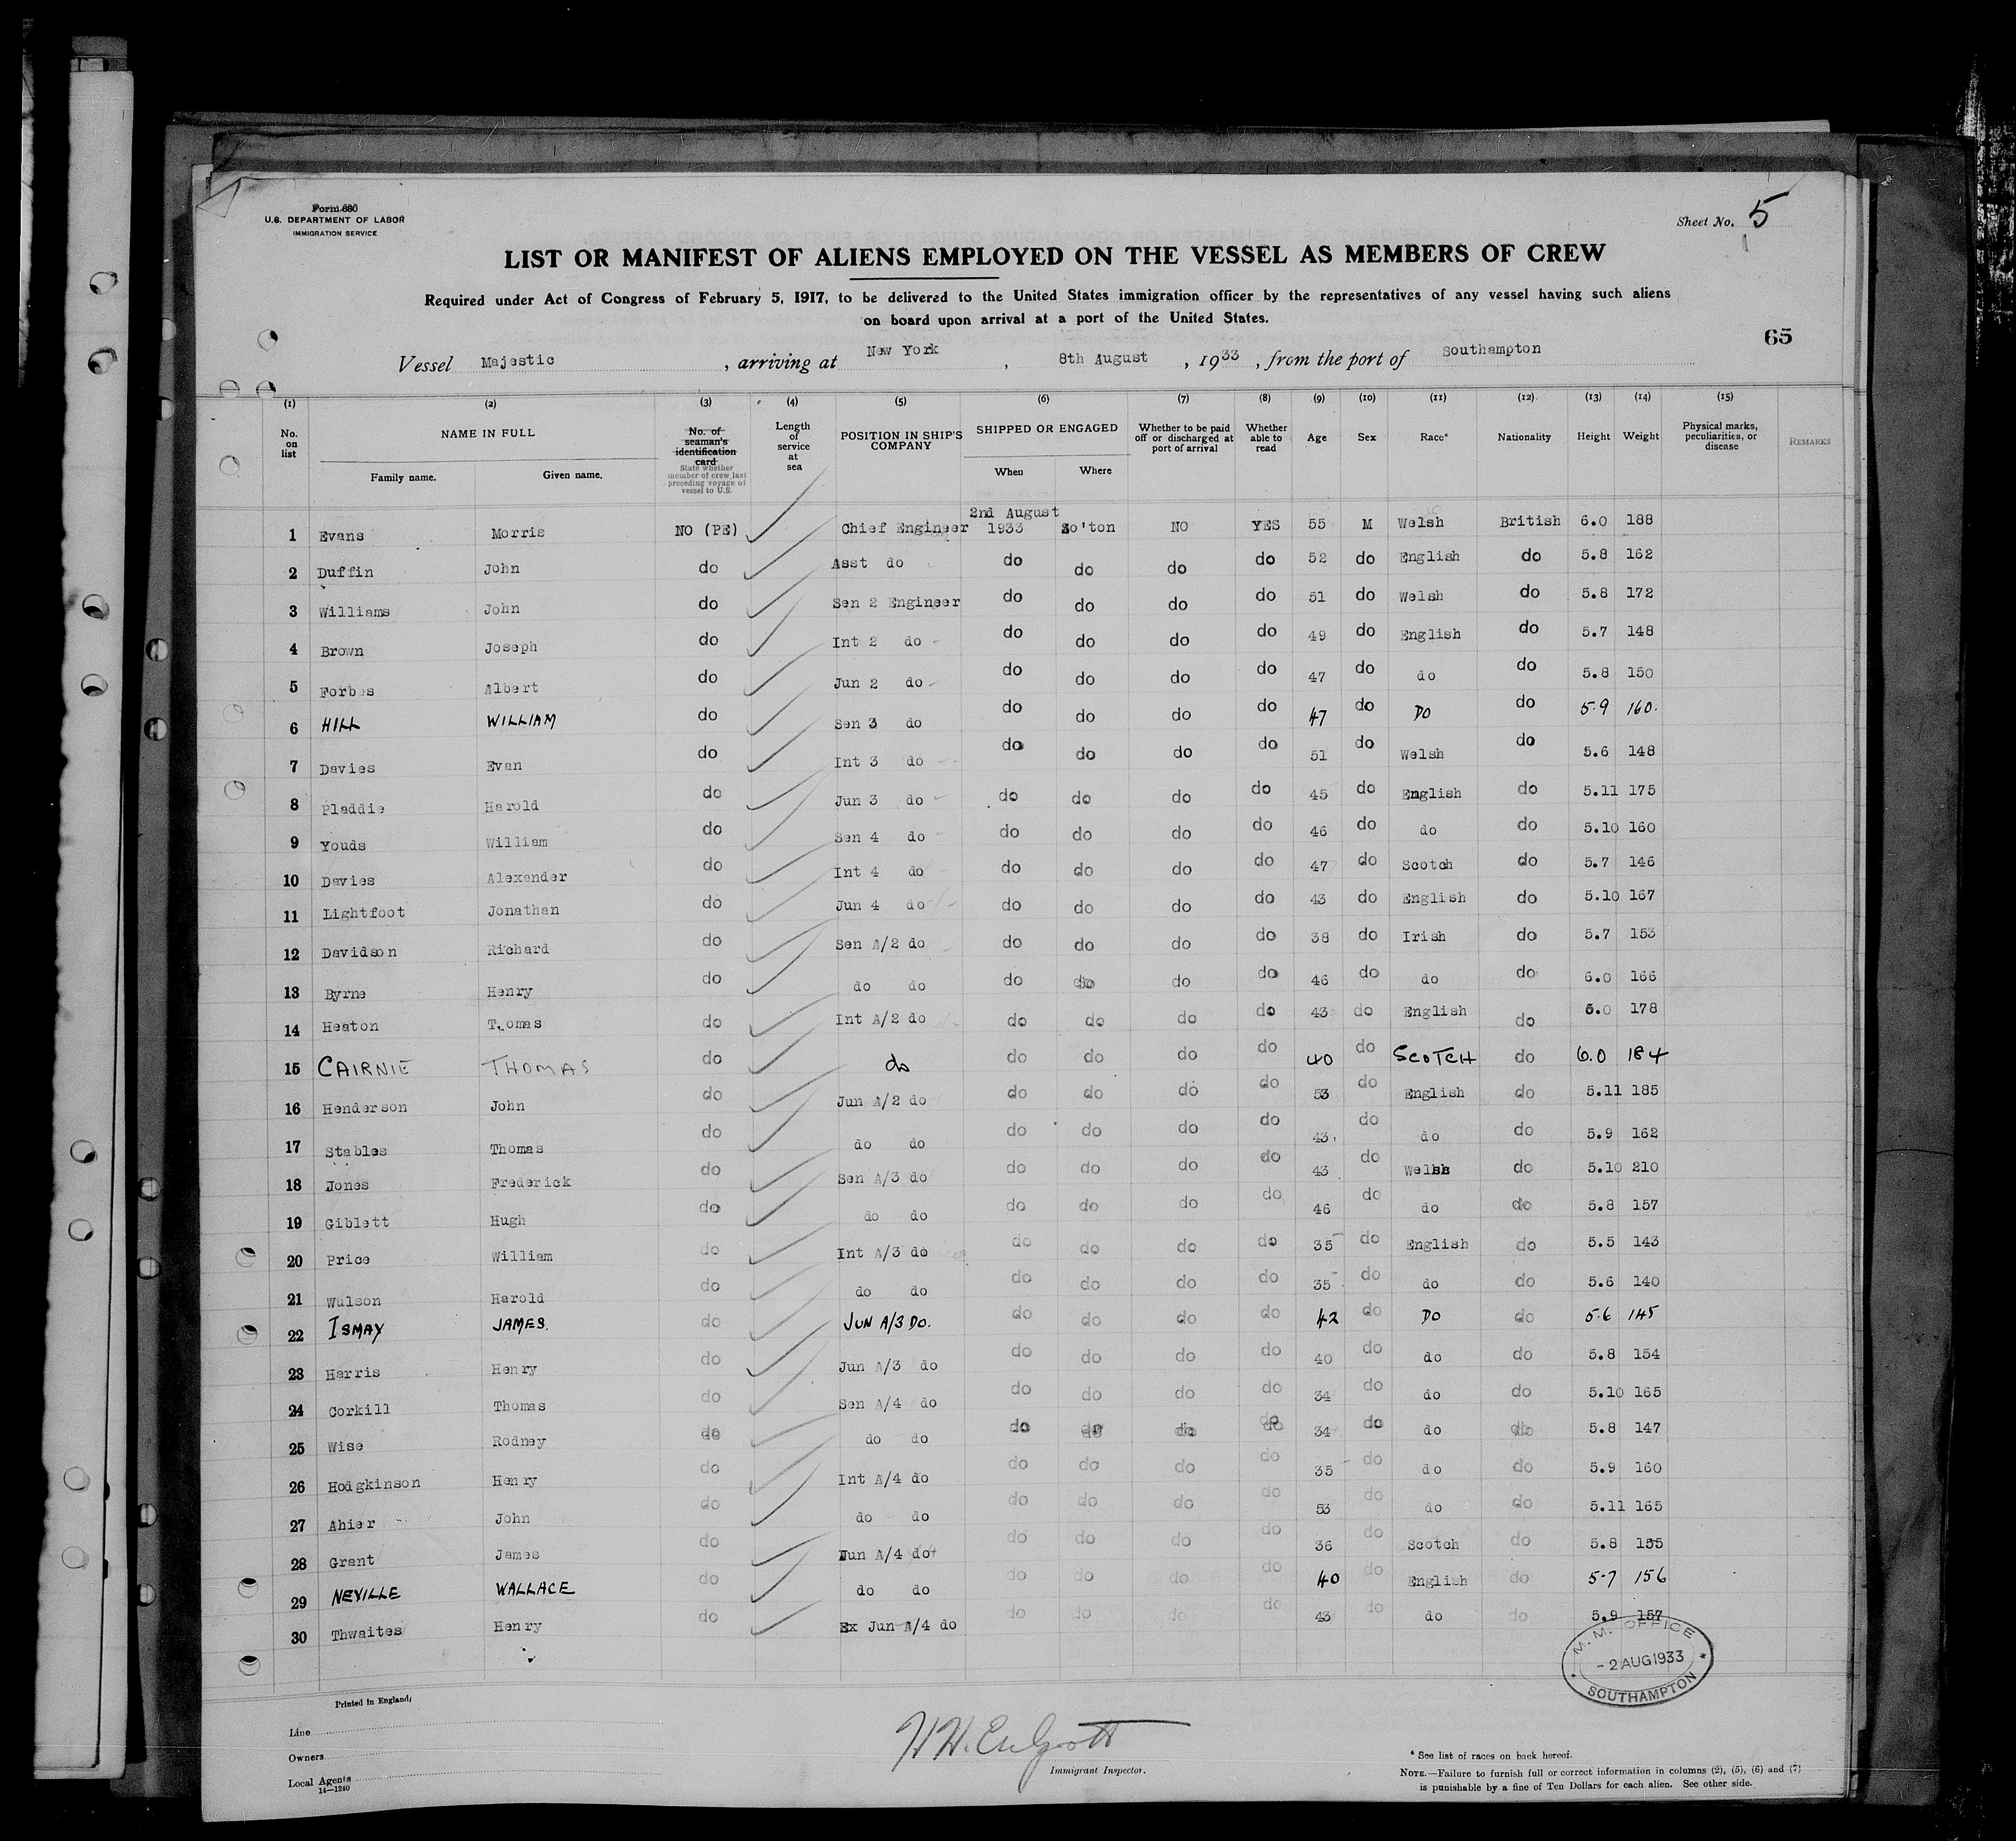 Form 680
U.S. DEPARTMENT OF LABOR
IMMIGRATION SERVICE
Sheet No. 5
LIST OR MANIFEST OF ALIENS EMPLOYED ON THE VESSEL AS MEMBERS OF CREW
Required under Act of Congress of February 5, 1917, to be delivered to the United States immigration officer by the representatives of any vessel having such aliens
on board upon arrival at a port of the United States.
65
Vessel Majestic, arriving at New York, 8th August, 1933, from the port of Southampton
(1) (2) (3) (4) (5) (6) (7) (8) (9) (10) (11) (12) (13) (14) (15)
No. on list NAME IN FULL Family name. Given name. No. of seaman's identification card State whether member of crew last preceding voyage of vessel to U.S. Length of service at sea POSITION IN SHIP'S COMPANY SHIPPED OR ENGAGED When Where Whether to be paid off or discharged at port of arrival Whether able to read Age Sex Race* Nationality Height Weight Physical marks, peculiarities, or disease REMARKS
1 Evans Morris NO (PE) Chief Engineer 2nd August 1933 So'ton NO YES 55 M Welsh British 6.0 188
2 Duffin John do Asst do do do do do 52 do English do 5.8 162
3 Williams John do Sen 2 Engineer do do do do 51 do Welsh do 5.8 172
4 Brown Joseph do Int 2 do do do do do 49 do English do 5.7 148
5 Forbes Albert do Jun 2 do do do do do 47 do do do 5.8 150
6 HILL WILLIAM do Sen 3 do do do do do 47 do DO do 5.9 160.
7 Davies Evan do Int 3 do do do do do 51 do Welsh do 5.6 148
8 Pladdie Harold do Jun 3 do do do do do 45 do English do 5.11 175
9 Youds William do Sen 4 do do do do do 46 do do do 5.10 160
10 Davies Alexander do Int 4 do do do do do 47 do Scotch do 5.7 146
11 Lightfoot Jonathan do Jun 4 do do do do do 43 do English do 5.10 167
12 Davidson Richard do Sen A/2 do do do do do 38 do Irish do 5.7 153
13 Byrne Henry do do do do do do do 46 do do do 6.0 166
14 Heaton Thomas do Int A/2 do do do do do 43 do English do 6.0 178
15 CAIRNIE THOMAS do do do do do do 40 do SCOTCH do 6.0 184
16 Henderson John do Jun A/2 do do do do do 53 do English do 5.11 185
17 Stables Thomas do do do do do do do 43 do do do 5.9 162
18 Jones Frederick do Sen A/3 do do do do do 43 do Welsh do 5.10 210
19 Giblett Hugh do do do do do do do 46 do do do 5.8 157
20 Price William do Int A/3 do do do do do 35 do English do 5.5 143
21 Wulson Harold do do do do do do do 35 do do do 5.6 140
22 ISMAY JAMES. do JUN A/3 DO. do do do do 42 do DO do 5.6 145
23 Harris Henry do Jun A/3 do do do do do 40 do do do 5.8 154
24 Corkill Thomas do Sen A/4 do do do do do 34 do do do 5.10 165
25 Wise Rodney do do do do do do do 34 do do do 5.8 147
26 Hodgkinson Henry do Int A/4 do do do do do 35 do do do 5.9 160
27 Ahier John do do do do do do do 53 do do do 5.11 165
28 Grant James do Jun A/4 do do do do do 36 do Scotch do 5.8 155
29 NEVILLE WALLACE do do do do do do do 40 do English do 5.7 156
30 Thwaites Henry do Ex Jun A/4 do do do do do 43 do do do 5.9 157
M. M. OFFICE
- 2 AUG 1933
SOUTHAMPTON
Printed in England.
Line
Owners
Local Agents
14—1240
Immigrant Inspector.
* See list of races on back hereof.
NOTE.—Failure to furnish full or correct information in columns (2), (5), (6) and (7)
is punishable by a fine of Ten Dollars for each alien. See other side.